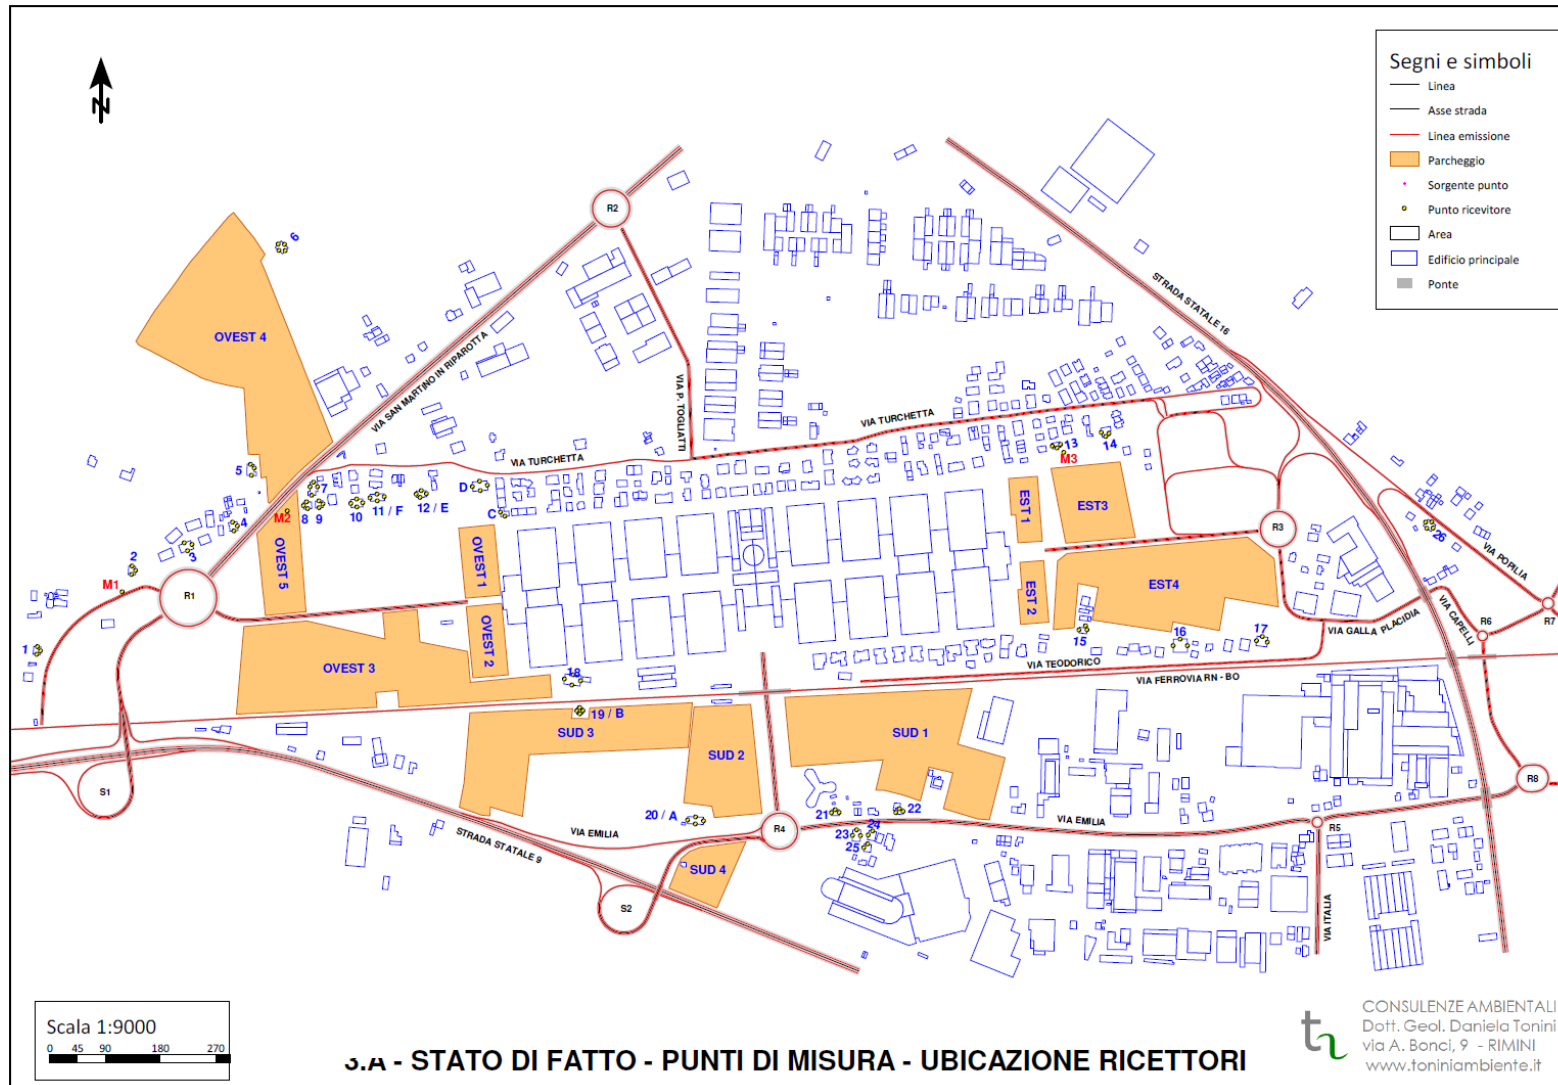 N
Segni e simboli
Linea
Asse strada
Linea emissione
Parcheggio
Sorgente punto
Punto ricevitore
Area
Edificio principale
Ponte
R2
6
OVEST 4
STRADA STATALE 16
VIA SAN MARTINO IN RIPAROTTA
VIA P. TOGLIATTI
VIA TURCHETTA
VIA TURCHETTA
5
7
D
13
M3
14
M2
8
9
10
11 / F
12 / E
C
4
3
2
M1
R1
1
OVEST 5
OVEST 1
OVEST 2
OVEST 3
EST 1
EST3
EST 2
EST4
R3
26
VIA POPILIA
VIA CAPELLI
R6
R7
VIA GALLA PLACIDIA
15
16
17
VIA TEODORICO
VIA FERROVIA RN - BO
18
19 / B
SUD 3
SUD 2
SUD 1
S1
R8
20 / A
21
22
23
24
25
R4
VIA EMILIA
VIA EMILIA
R5
STRADA STATALE 9
SUD 4
S2
VIA ITALIA
Scala 1:9000
0 45 90 180 270
3.A - STATO DI FATTO - PUNTI DI MISURA - UBICAZIONE RICETTORI
CONSULENZE AMBIENTALI
Dott. Geol. Daniela Tonini
via A. Bonci, 9 - RIMINI
www.toniniambiente.it